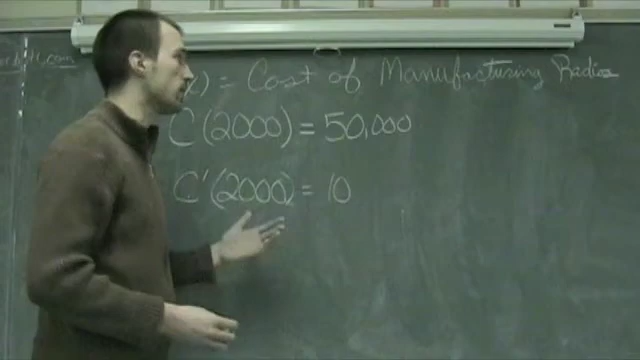 x) = Cost of Manufacturing Radios
C(2000) = 50,000
C'(2000) = 10